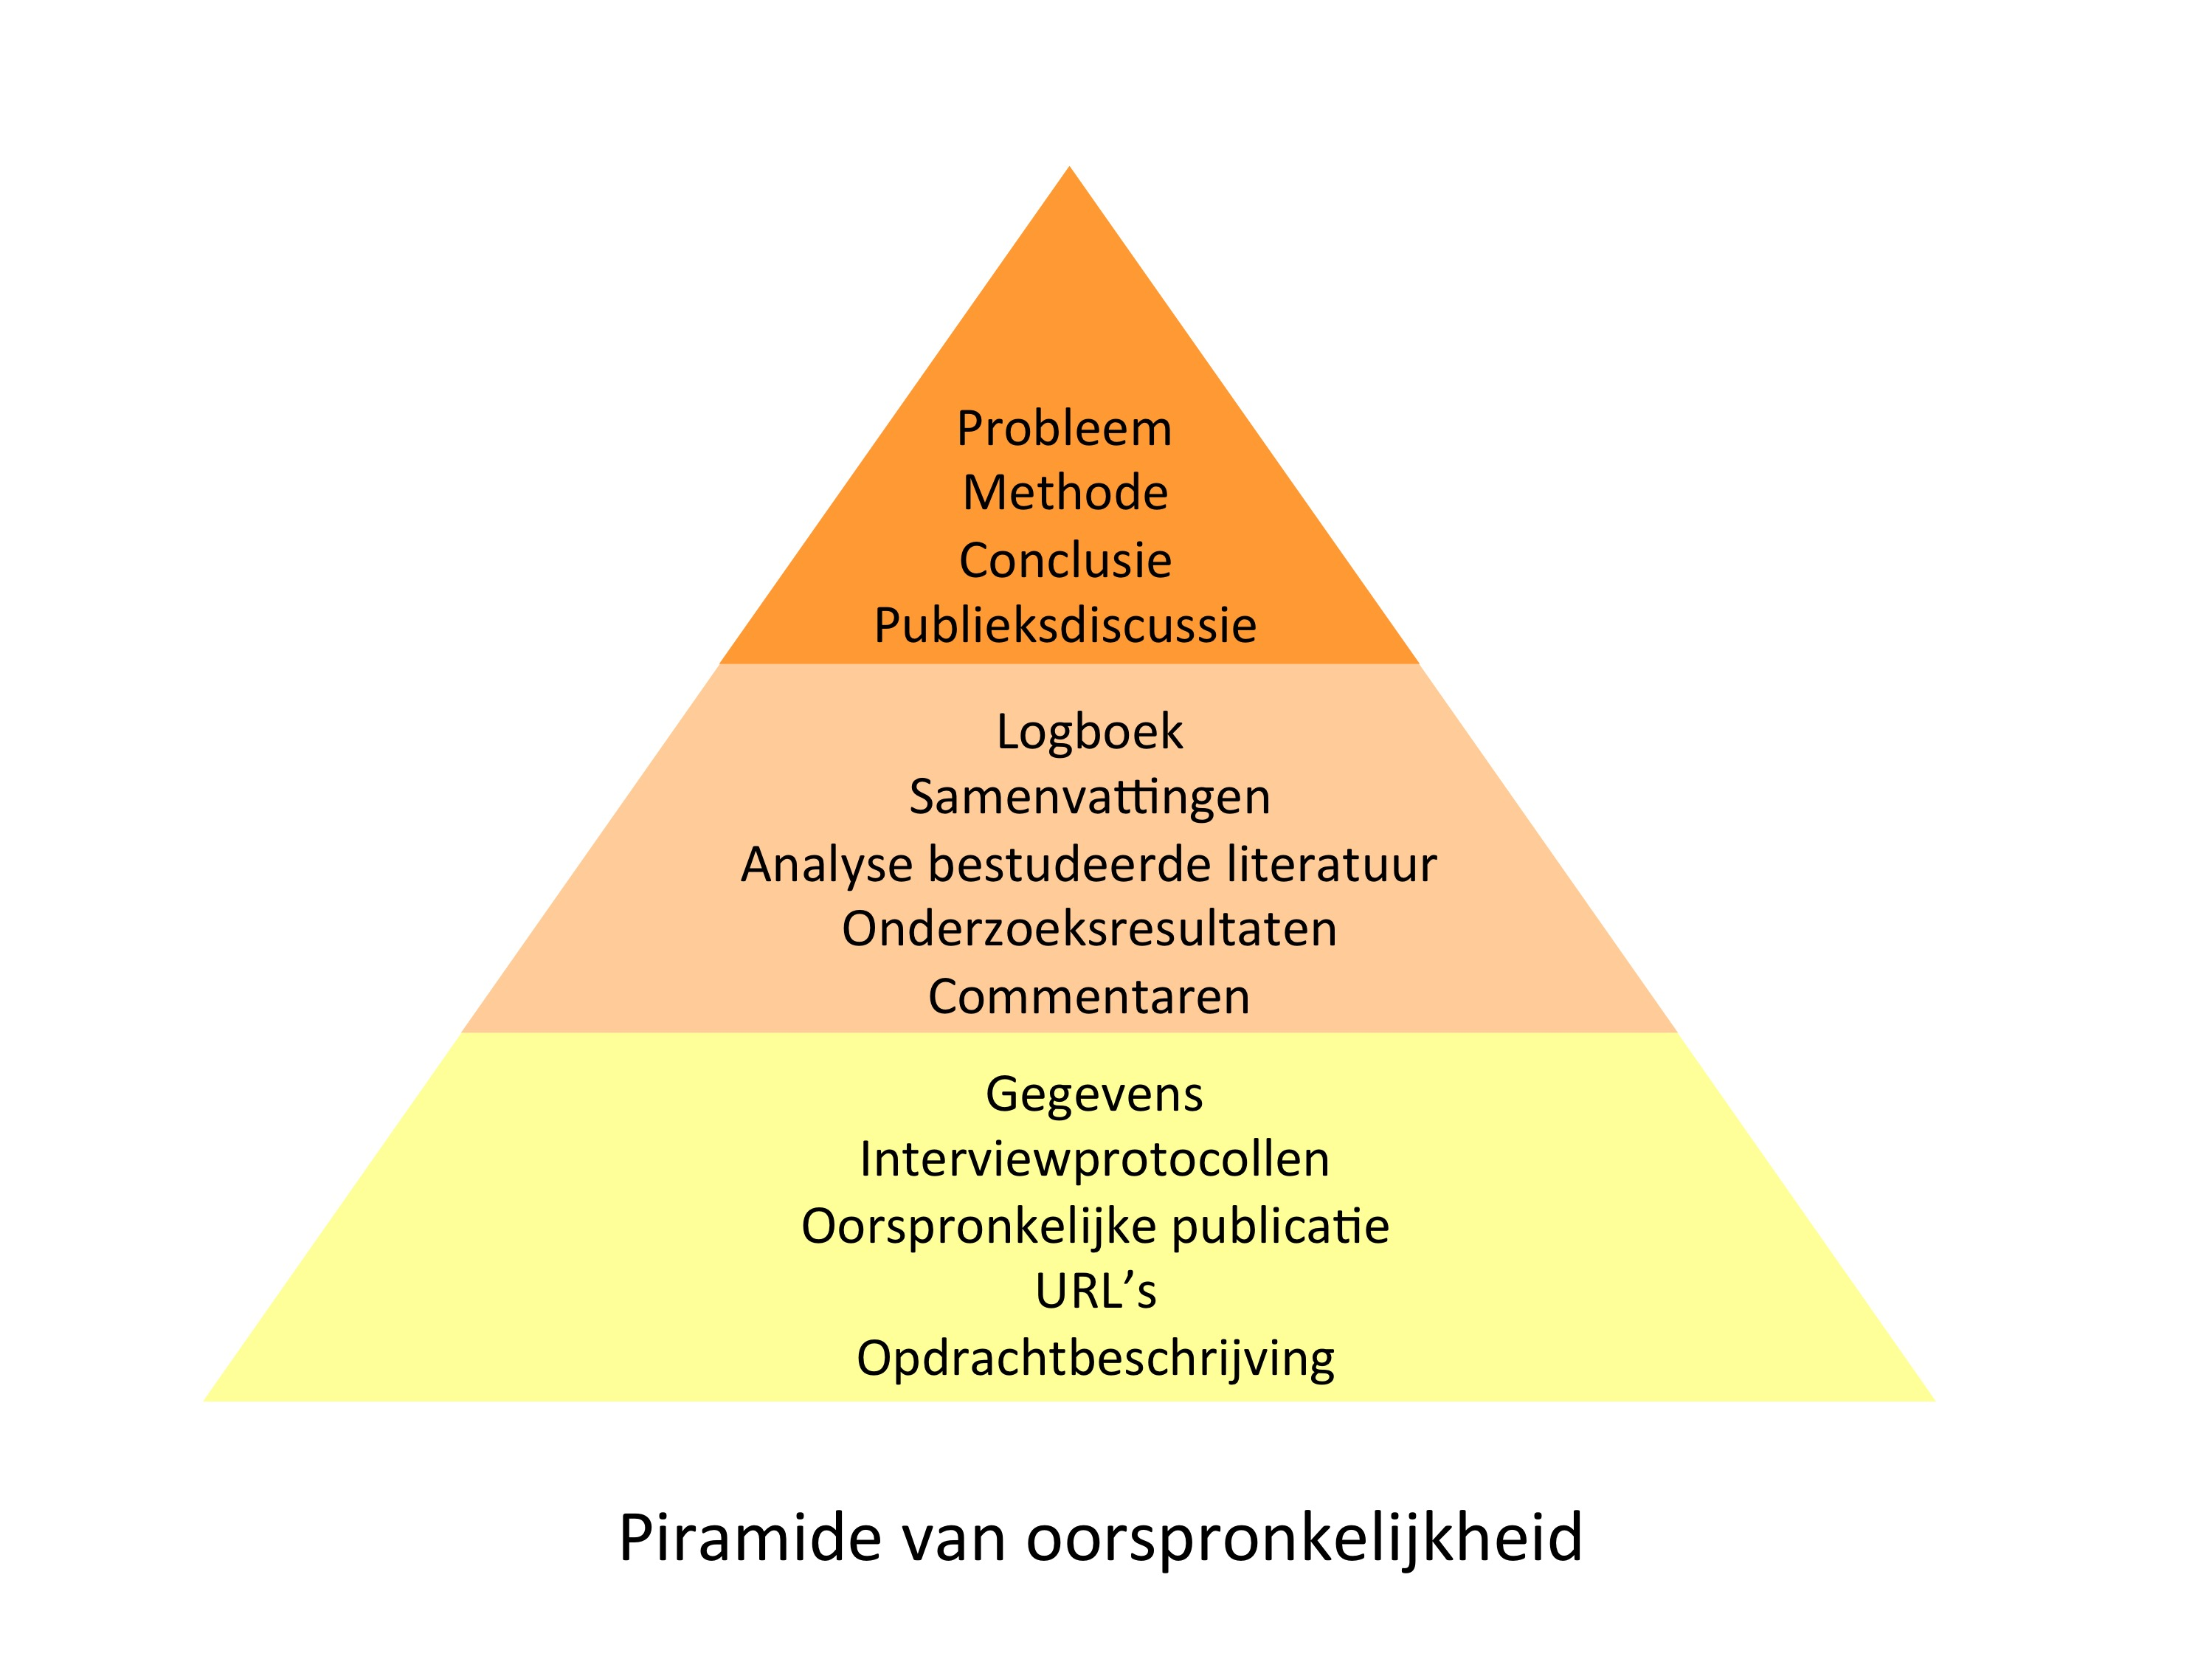 Probleem
Methode
Conclusie
Publieksdiscussie
Logboek
Samenvattingen
Analyse bestudeerde literatuur
Onderzoeksresultaten
Commentaren
Gegevens
Interviewprotocollen
Oorspronkelijke publicatie
URL’s
Opdrachtbeschrijving
Piramide van oorspronkelijkheid